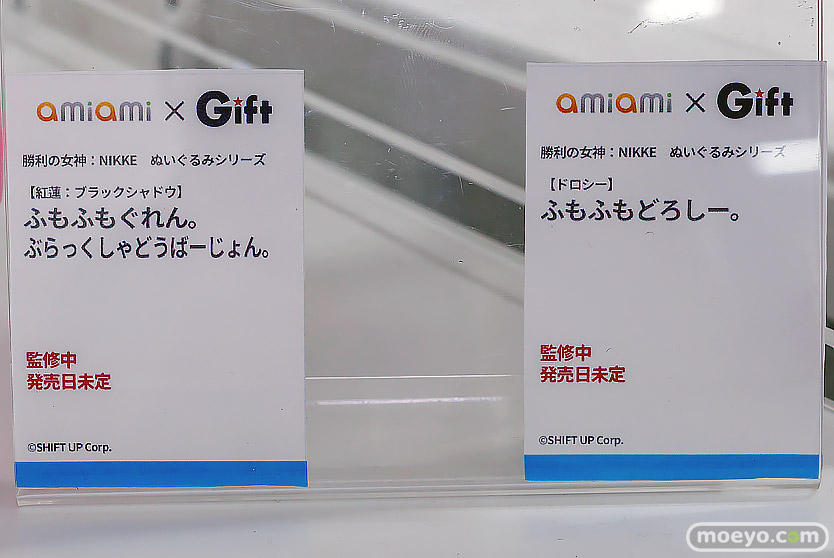 amiami × Gift
勝利の女神：NIKKE　ぬいぐるみシリーズ
【紅蓮：ブラックシャドウ】
ふもふもぐれん。
ぶらっくしゃどうばーじょん。
監修中
発売日未定
©SHIFT UP Corp.
amiami × Gift
勝利の女神：NIKKE　ぬいぐるみシリーズ
【ドロシー】
ふもふもどろしー。
監修中
発売日未定
©SHIFT UP Corp.
moeyo.com